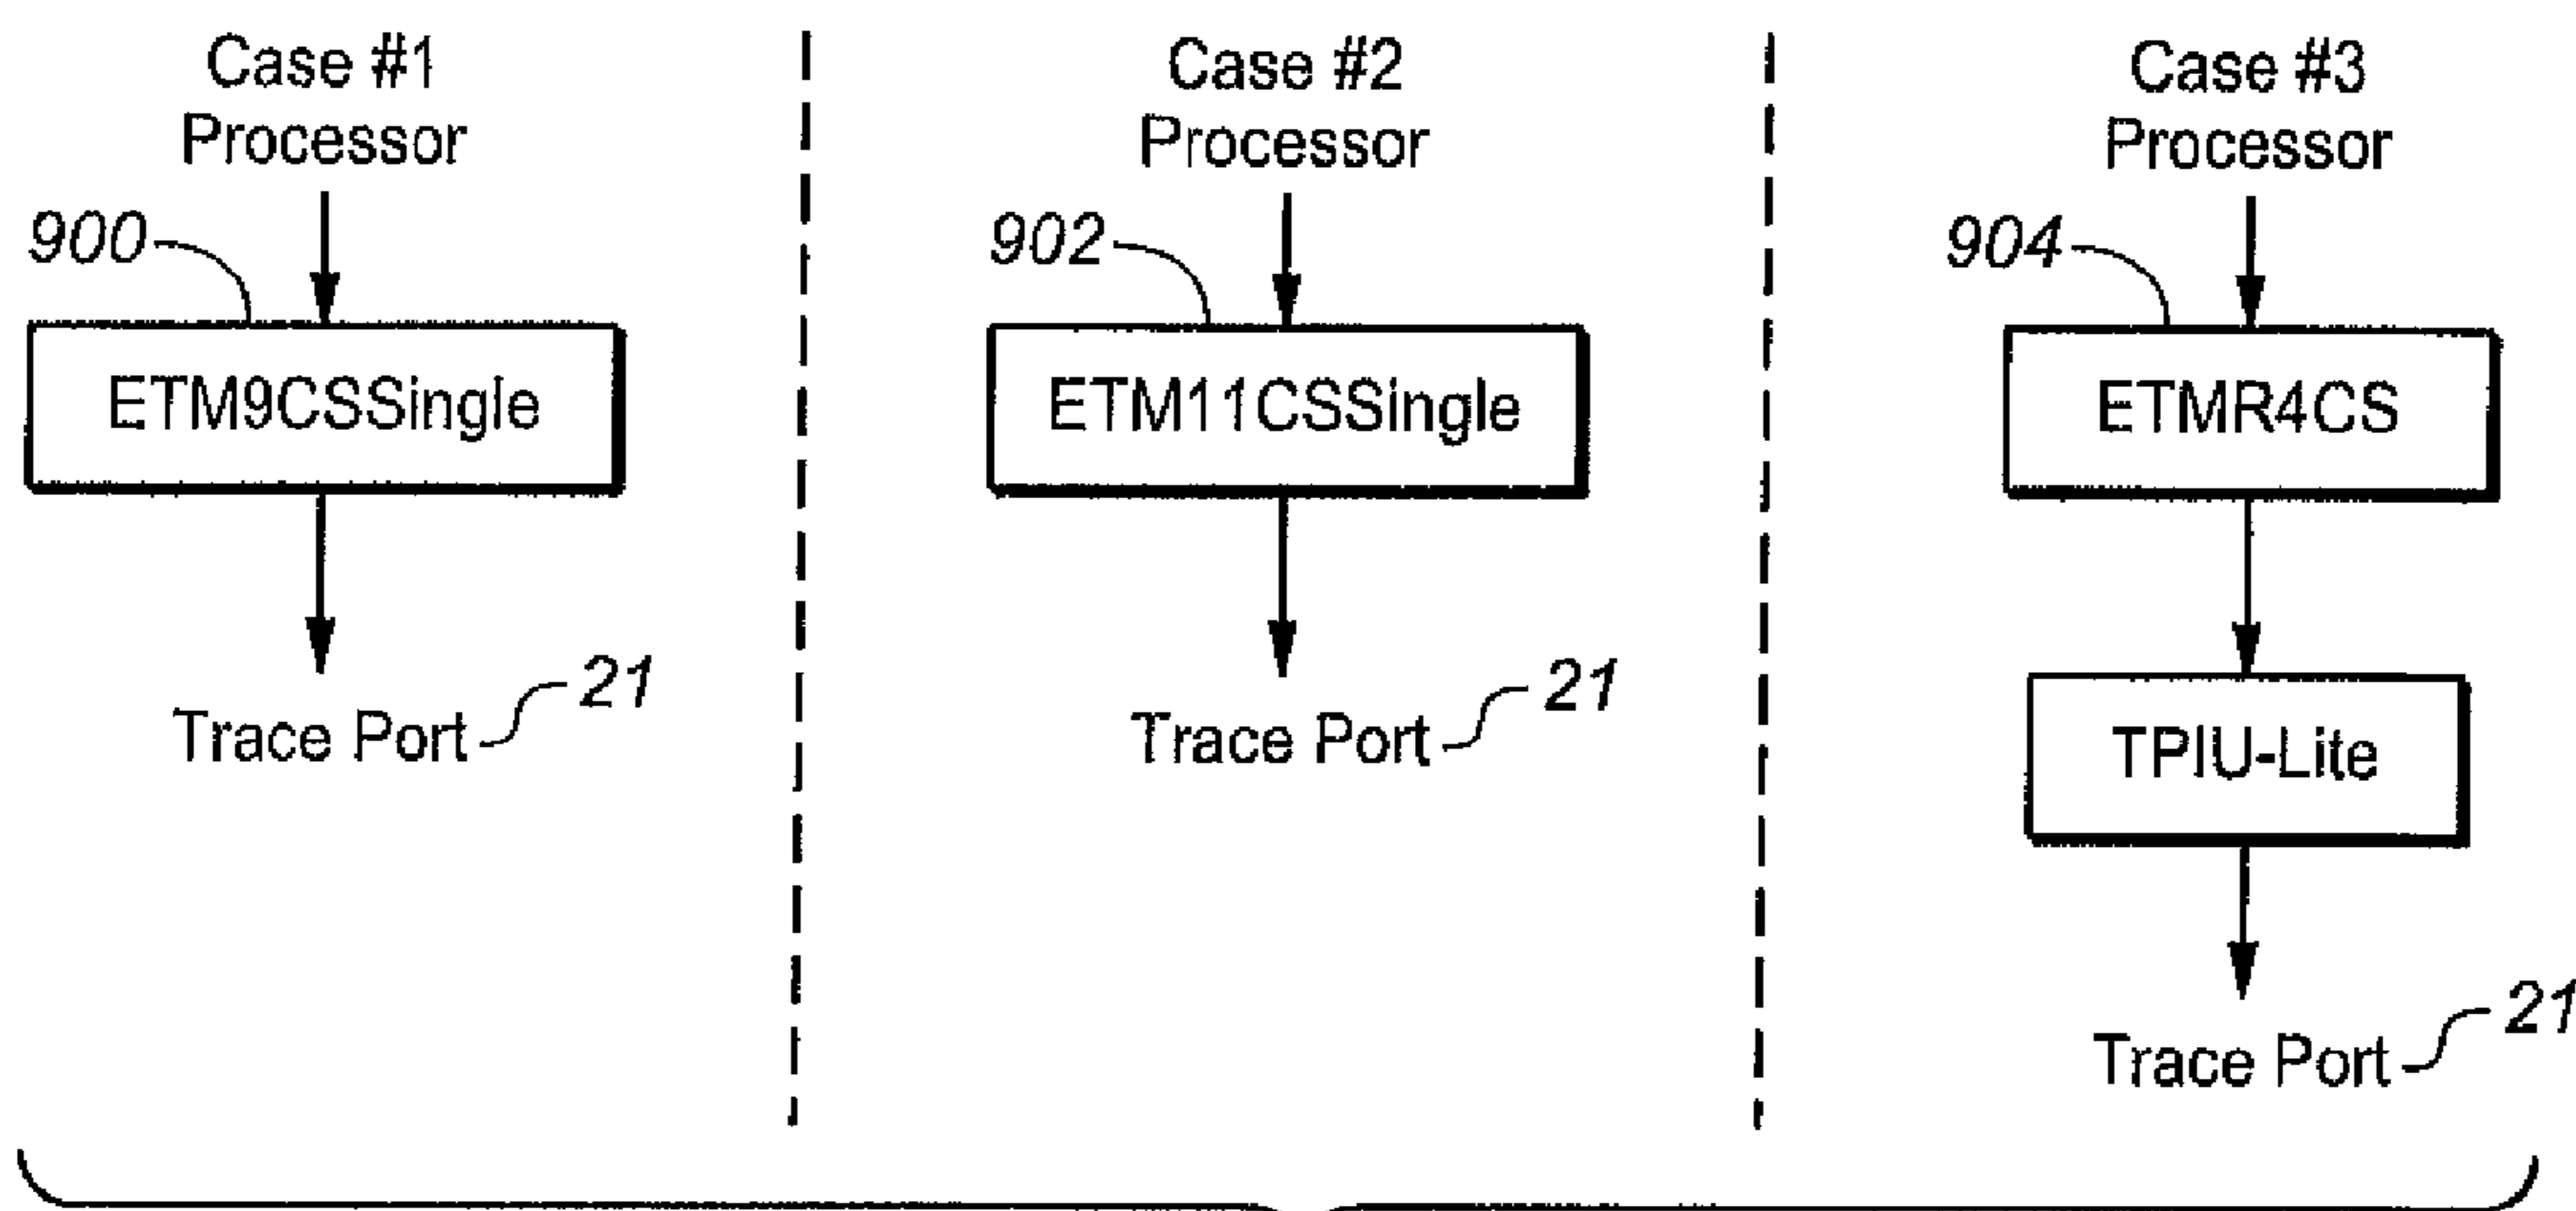 Case #1
Processor
900
ETM9CSSingle
Trace Port 21
Case #2
Processor
902
ETM11CSSingle
Trace Port 21
Case #3
Processor
904
ETMR4CS
TPIU-Lite
Trace Port 21